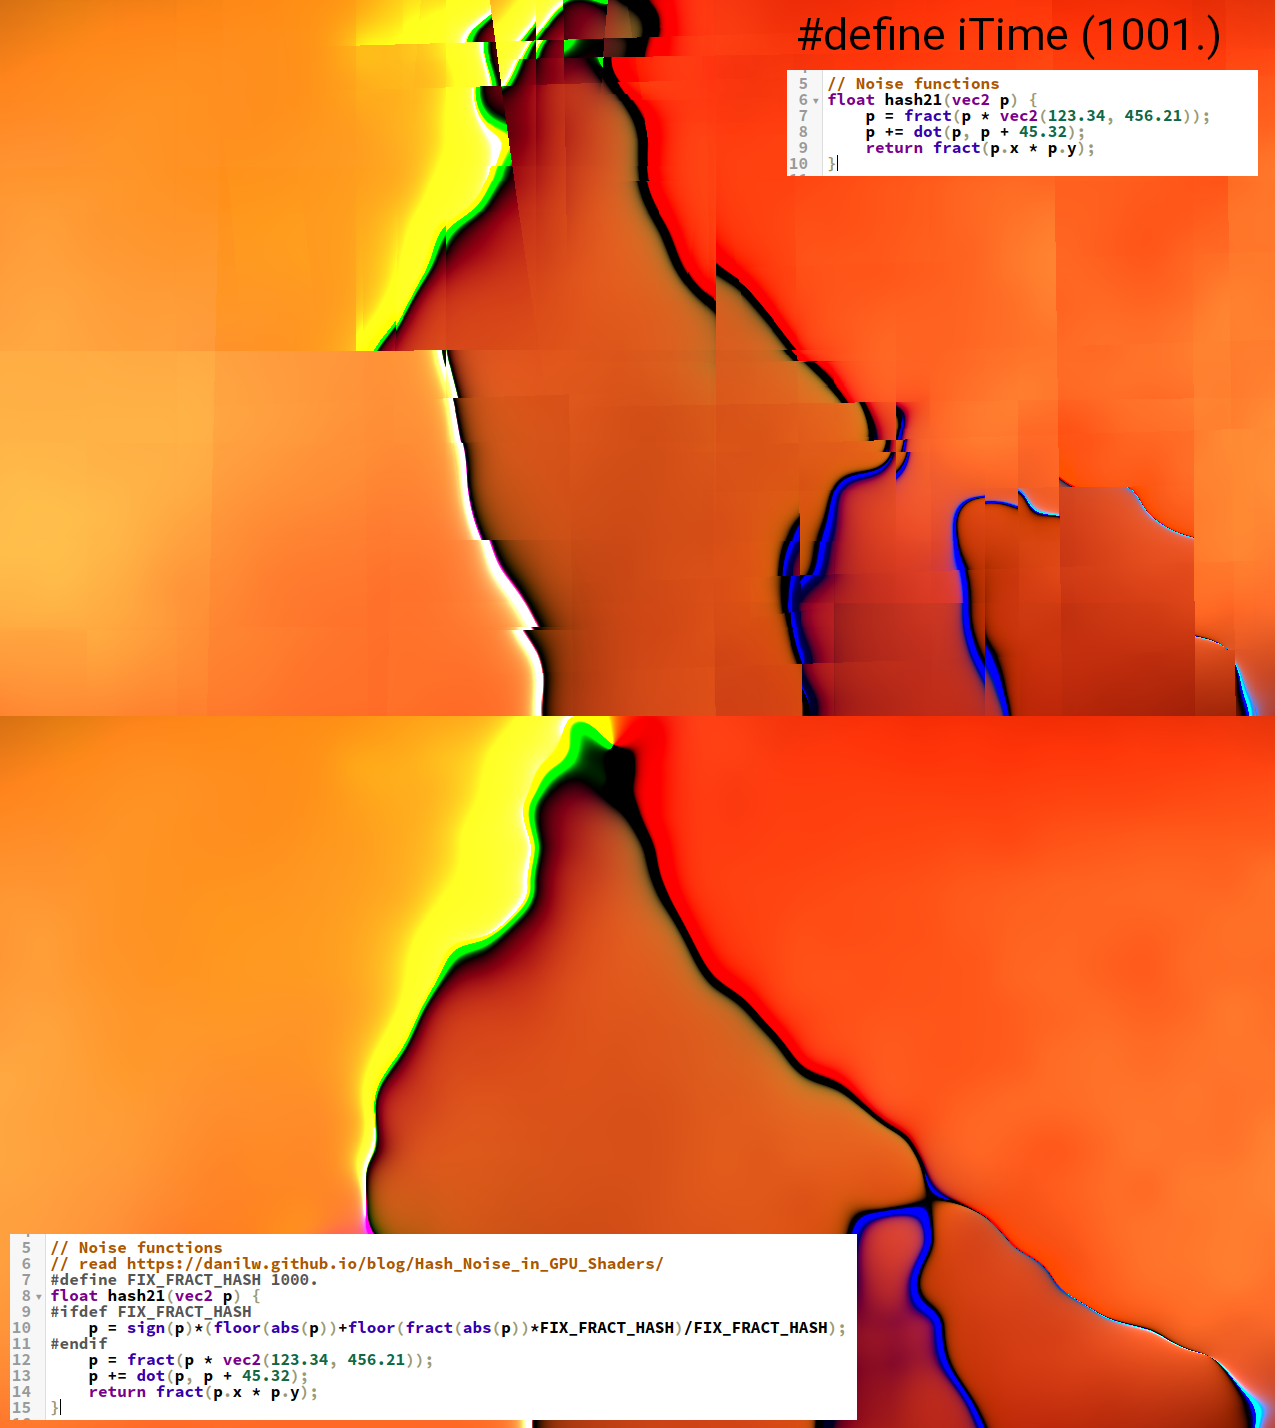 #define iTime (1001.)
5 // Noise functions
6 float hash21(vec2 p) {
7     p = fract(p * vec2(123.34, 456.21));
8     p += dot(p, p + 45.32);
9     return fract(p.x * p.y);
10 }
5 // Noise functions
6 // read https://danilw.github.io/blog/Hash_Noise_in_GPU_Shaders/
7 #define FIX_FRACT_HASH 1000.
8 float hash21(vec2 p) {
9 #ifdef FIX_FRACT_HASH
10     p = sign(p)*(floor(abs(p))+floor(fract(abs(p))*FIX_FRACT_HASH)/FIX_FRACT_HASH);
11 #endif
12     p = fract(p * vec2(123.34, 456.21));
13     p += dot(p, p + 45.32);
14     return fract(p.x * p.y);
15 }